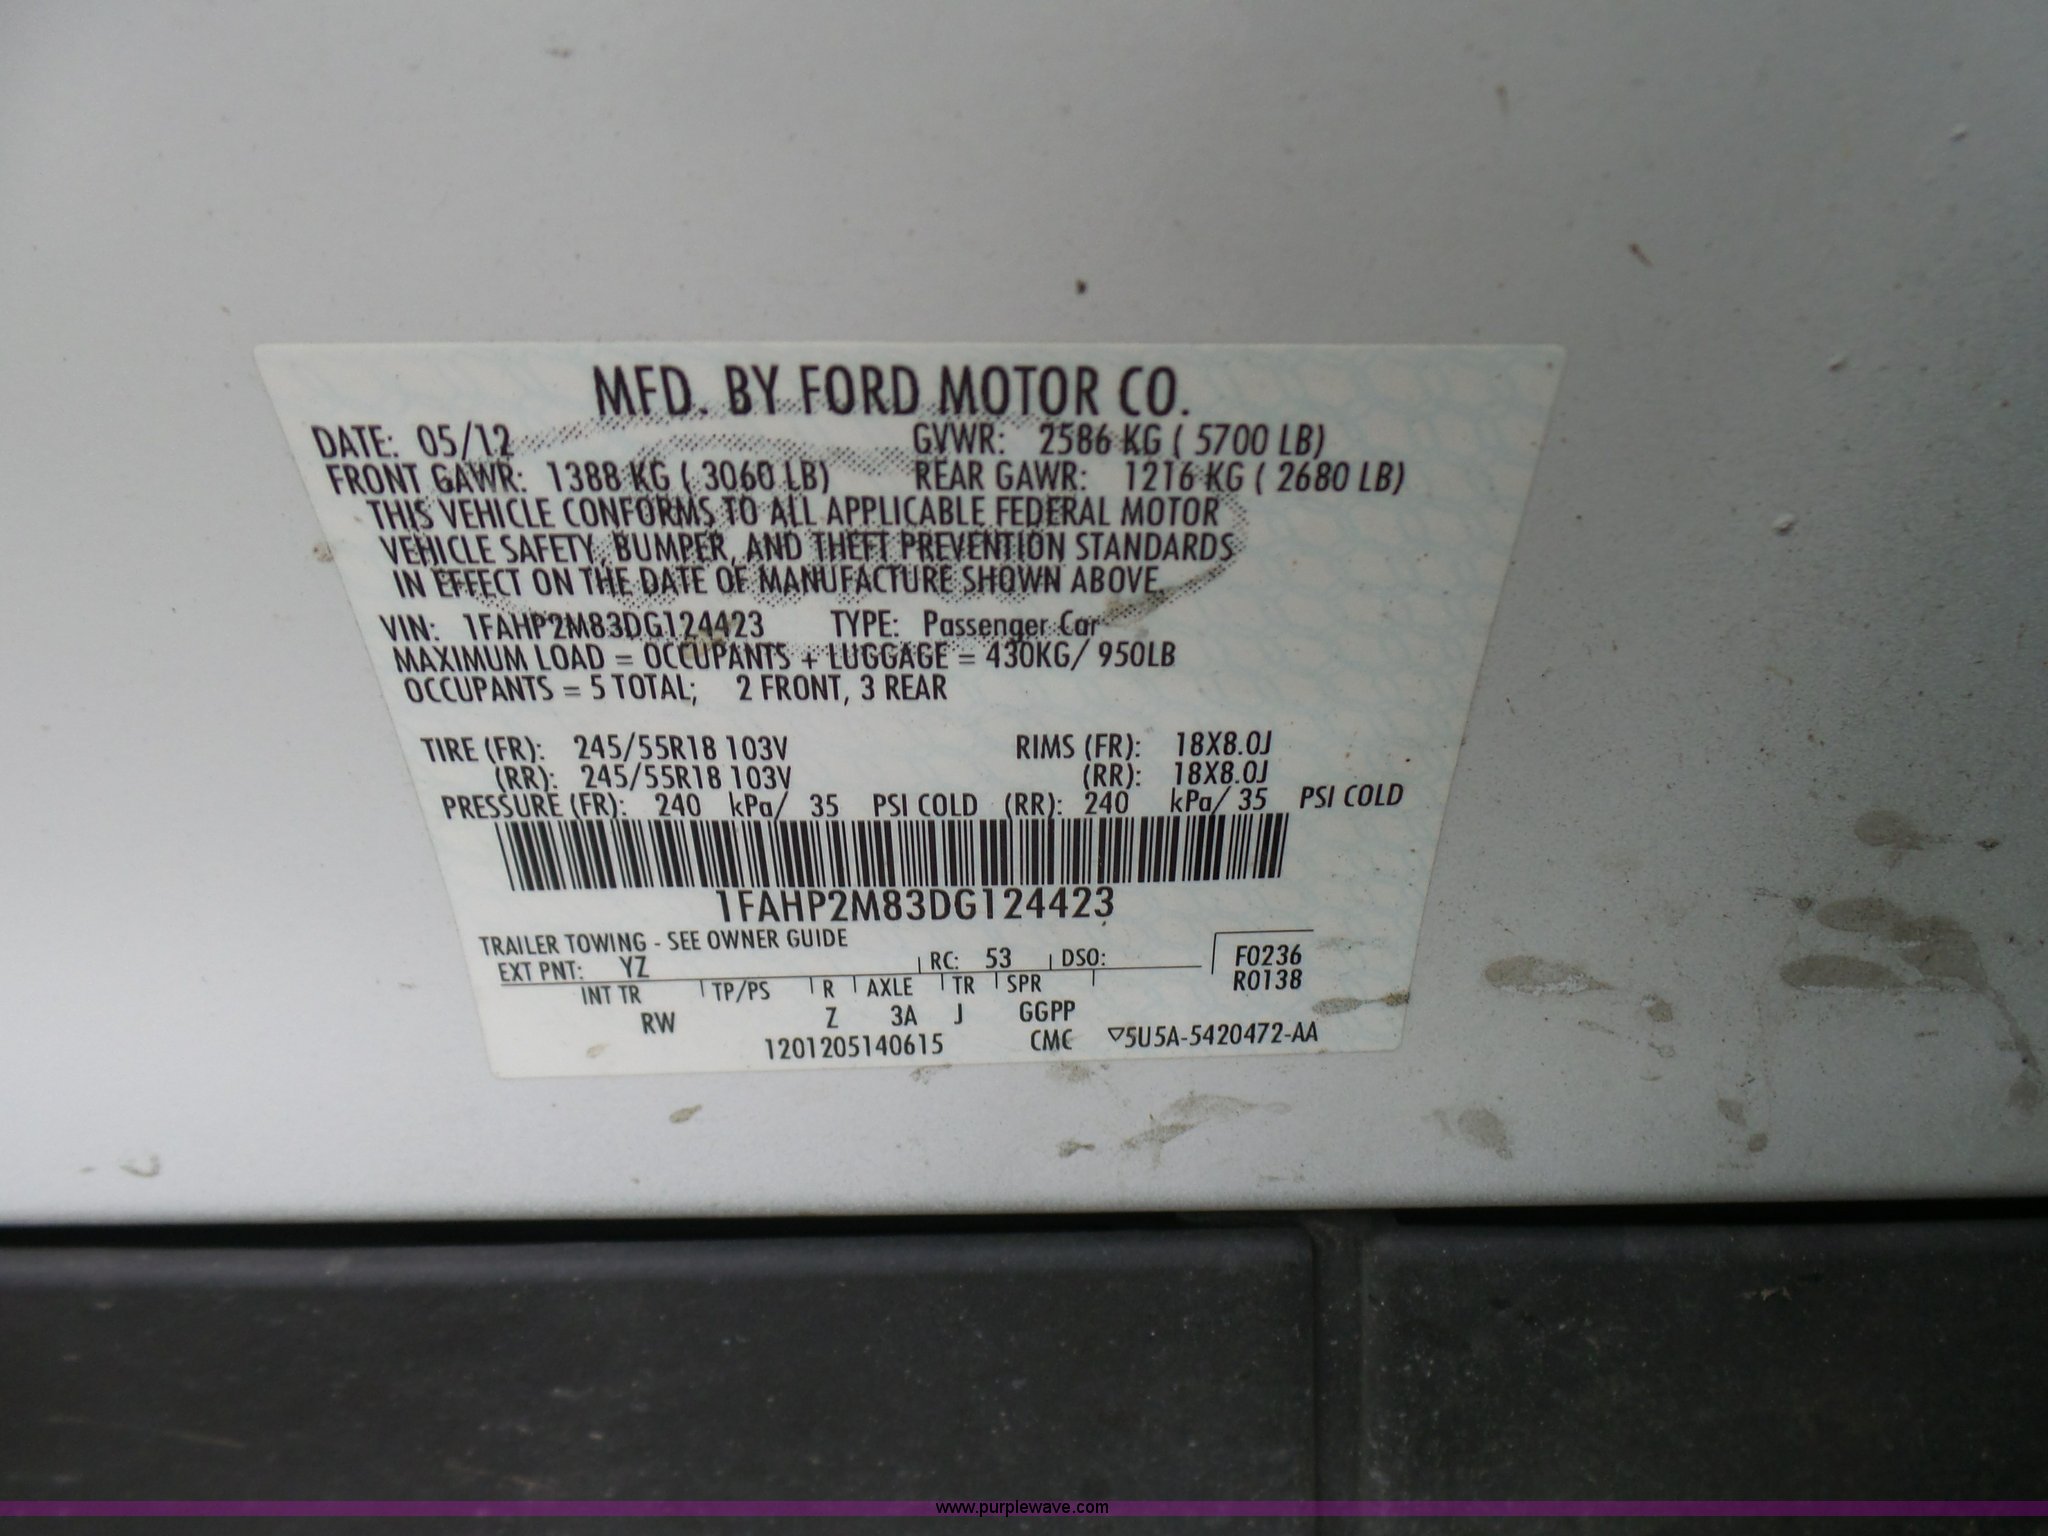 MFD. BY FORD MOTOR CO.
DATE: 05/12 GVWR: 2586 KG ( 5700 LB)
FRONT GAWR: 1388 KG ( 3060 LB) REAR GAWR: 1216 KG ( 2680 LB)
THIS VEHICLE CONFORMS TO ALL APPLICABLE FEDERAL MOTOR
VEHICLE SAFETY, BUMPER, AND THEFT PREVENTION STANDARDS
IN EFFECT ON THE DATE OF MANUFACTURE SHOWN ABOVE.
VIN: 1FAHP2M83DG124423 TYPE: Passenger Car
MAXIMUM LOAD = OCCUPANTS + LUGGAGE = 430KG/ 950LB
OCCUPANTS = 5 TOTAL; 2 FRONT, 3 REAR
TIRE (FR): 245/55R18 103V RIMS (FR): 18X8.0J
(RR): 245/55R18 103V (RR): 18X8.0J
PRESSURE (FR): 240 kPa/ 35 PSI COLD (RR): 240 kPa/ 35 PSI COLD
1FAHP2M83DG124423
TRAILER TOWING - SEE OWNER GUIDE
EXT PNT: YZ RC: 53 DSO: F0236
INT TR TP/PS R AXLE TR SPR R0138
RW Z 3A J GGPP
1201205140615 CMC ▽5U5A-5420472-AA
www.purplewave.com